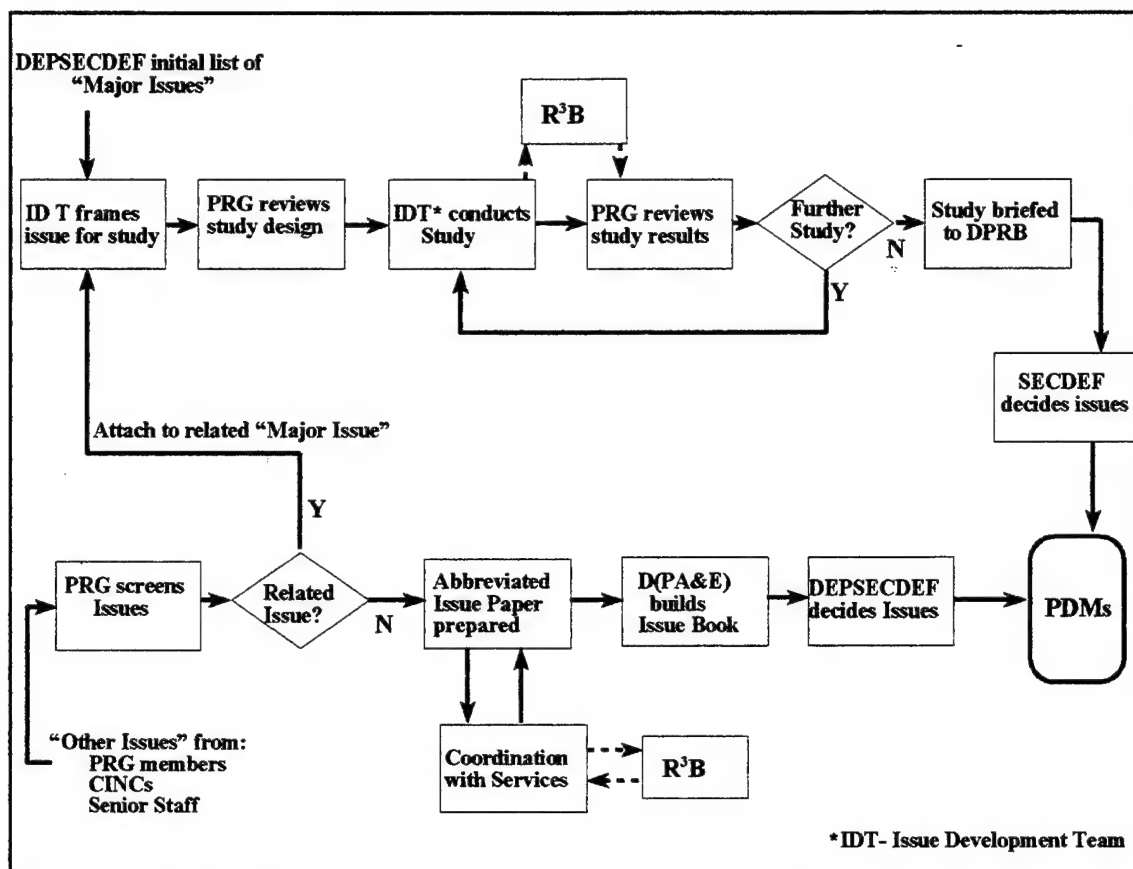 DEPSECDEF initial list of
“Major Issues”
R³B
ID T frames
issue for study
PRG reviews
study design
IDT* conducts
Study
PRG reviews
study results
Further
Study?
N
Y
Study briefed
to DPRB
SECDEF
decides issues
Attach to related “Major Issue”
Y
PRG screens
Issues
Related
Issue?
N
Abbreviated
Issue Paper
prepared
D(PA&E)
builds
Issue Book
DEPSECDEF
decides Issues
PDMs
“Other Issues” from:
PRG members
CINCs
Senior Staff
Coordination
with Services
R³B
*IDT- Issue Development Team